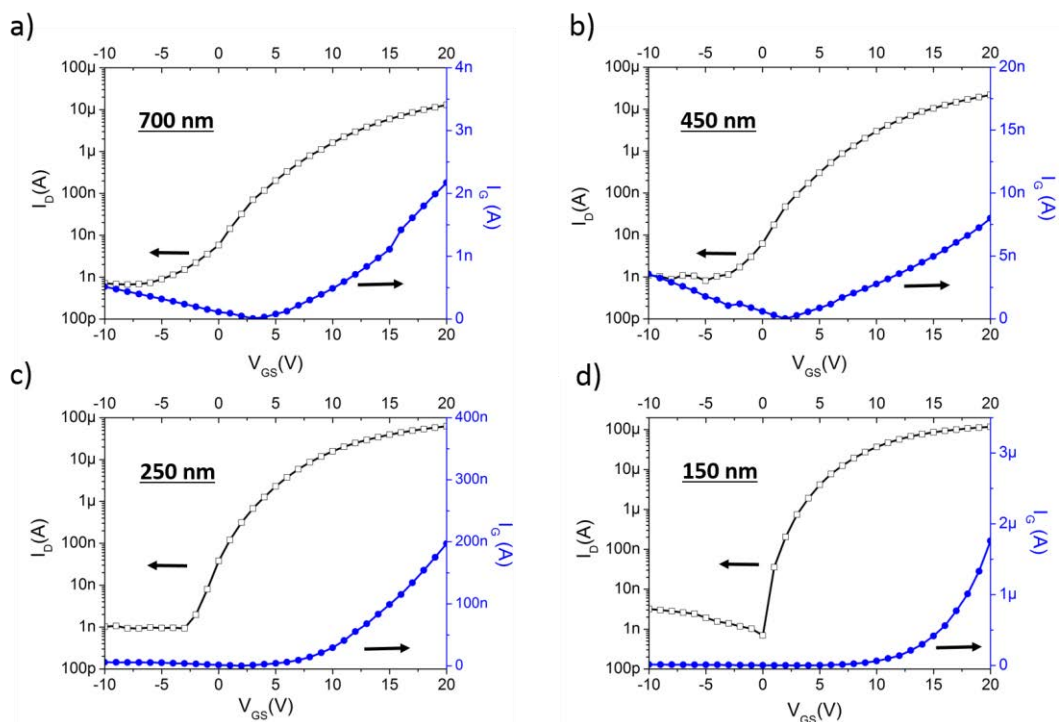 a)
-10 -5 0 5 10 15 20
100μ
10μ
1μ
100n
10n
1n
100p
I_D(A)
700 nm
4n
3n
2n
1n
0
I_G (A)
-10 -5 0 5 10 15 20
V_GS(V)
b)
-10 -5 0 5 10 15 20
100μ
10μ
1μ
100n
10n
1n
100p
I_D(A)
450 nm
20n
15n
10n
5n
0
I_G (A)
-10 -5 0 5 10 15 20
V_GS(V)
c)
-10 -5 0 5 10 15 20
100μ
10μ
1μ
100n
10n
1n
100p
I_D(A)
250 nm
400n
300n
200n
100n
0
I_G (A)
-10 -5 0 5 10 15 20
V_GS(V)
d)
-10 -5 0 5 10 15 20
100μ
10μ
1μ
100n
10n
1n
100p
I_D(A)
150 nm
3μ
2μ
1μ
0
I_G (A)
-10 -5 0 5 10 15 20
V_GS(V)